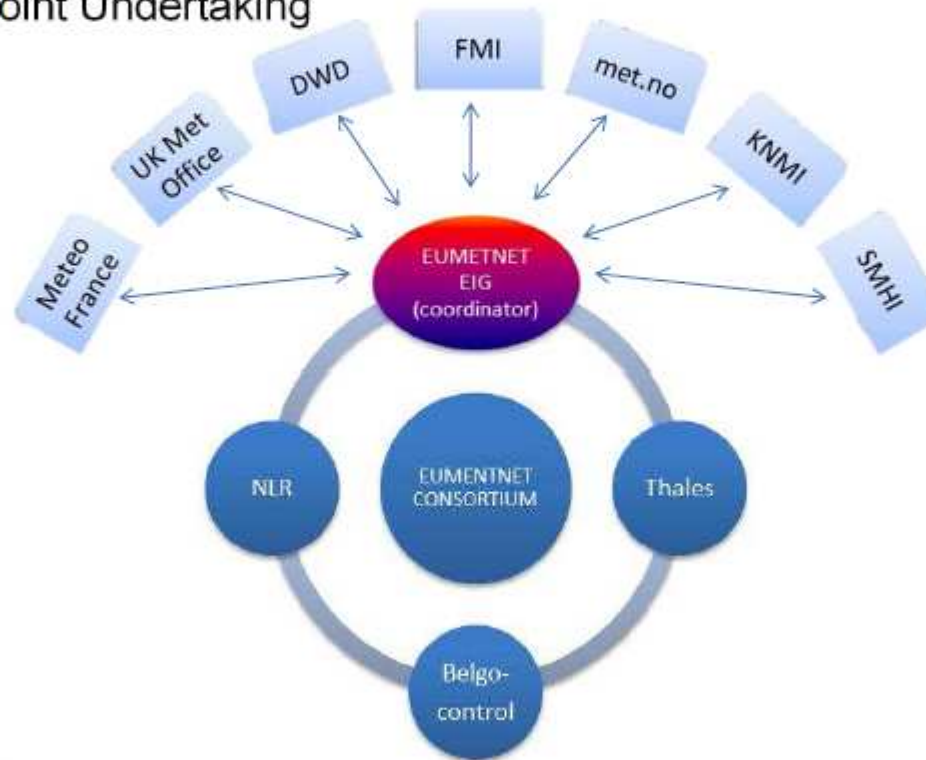 oint Undertaking
FMI
DWD
met.no
UK Met
Office
KNMI
Meteo
France
SMHI
EUMETNET
EIG
(coordinator)
NLR
EUMENTNET
CONSORTIUM
Thales
Belgo-
control